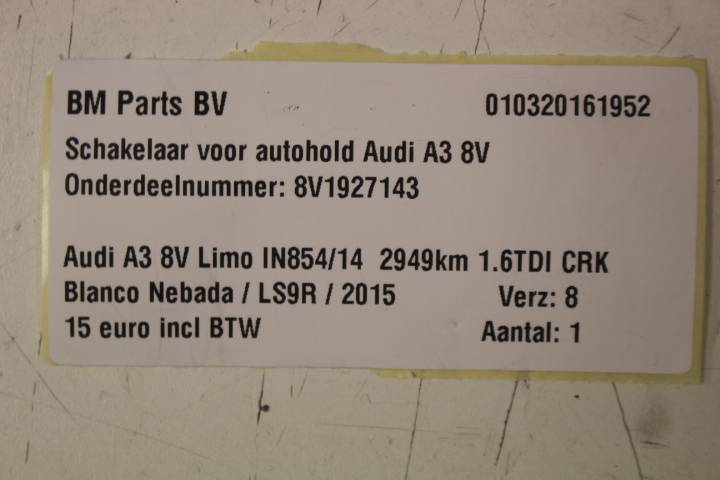 BM Parts BV 010320161952
Schakelaar voor autohold Audi A3 8V
Onderdeelnummer: 8V1927143
Audi A3 8V Limo IN854/14 2949km 1.6TDI CRK
Blanco Nebada / LS9R / 2015 Verz: 8
15 euro incl BTW Aantal: 1